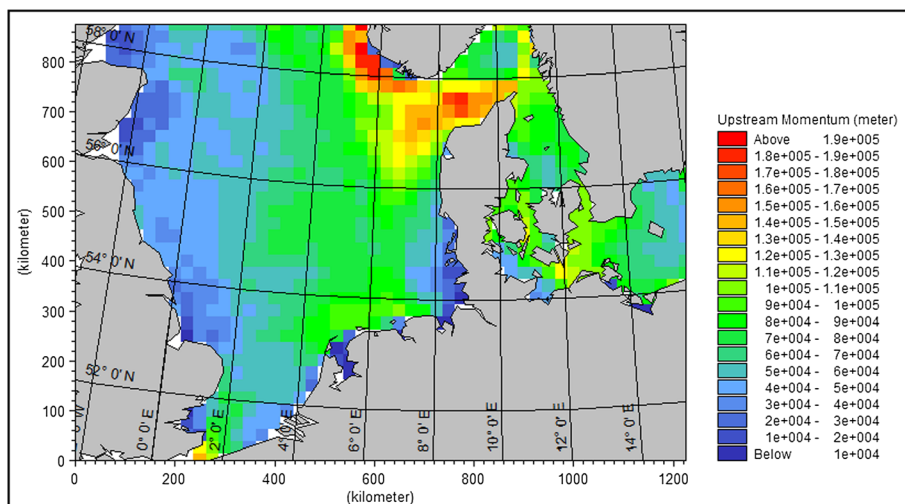 58° 0' N
56° 0' N
54° 0' N
52° 0' N
W
0° 0' E
2° 0' E
4° 0' E
6° 0' E
8° 0' E
10° 0' E
12° 0' E
14° 0' E
800
700
600
500
400
300
200
100
0
(kilometer)
0
200
400
600
800
1000
1200
(kilometer)
Upstream Momentum (meter)
Above 1.9e+005
1.8e+005 - 1.9e+005
1.7e+005 - 1.8e+005
1.6e+005 - 1.7e+005
1.5e+005 - 1.6e+005
1.4e+005 - 1.5e+005
1.3e+005 - 1.4e+005
1.2e+005 - 1.3e+005
1.1e+005 - 1.2e+005
1e+005 - 1.1e+005
9e+004 - 1e+005
8e+004 - 9e+004
7e+004 - 8e+004
6e+004 - 7e+004
5e+004 - 6e+004
4e+004 - 5e+004
3e+004 - 4e+004
2e+004 - 3e+004
1e+004 - 2e+004
Below 1e+004